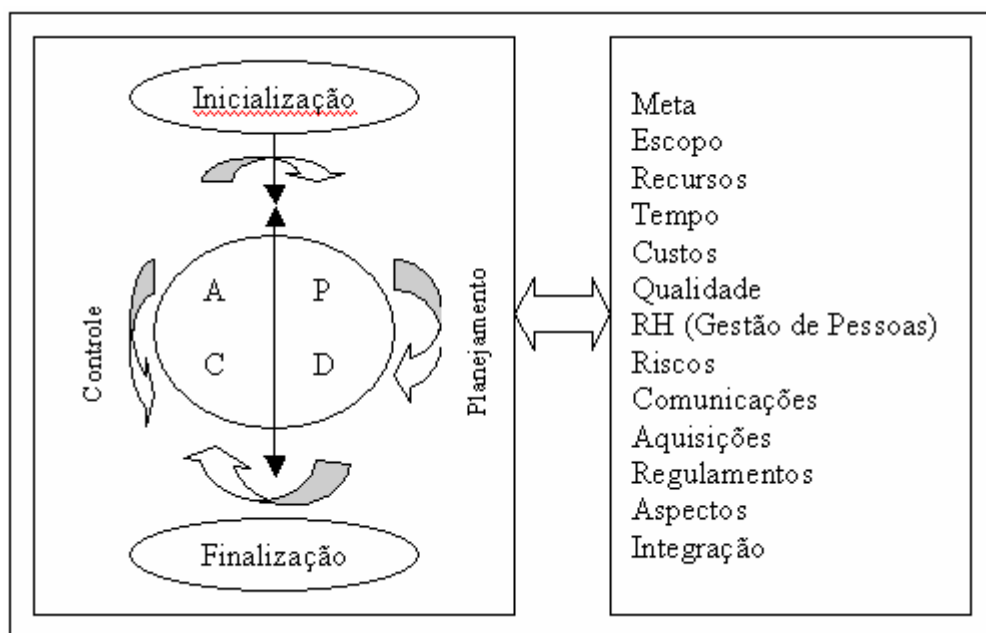 Inicialização
A P
C D
Controle
Planejamento
Finalização
Meta
Escopo
Recursos
Tempo
Custos
Qualidade
RH (Gestão de Pessoas)
Riscos
Comunicações
Aquisições
Regulamentos
Aspectos
Integração